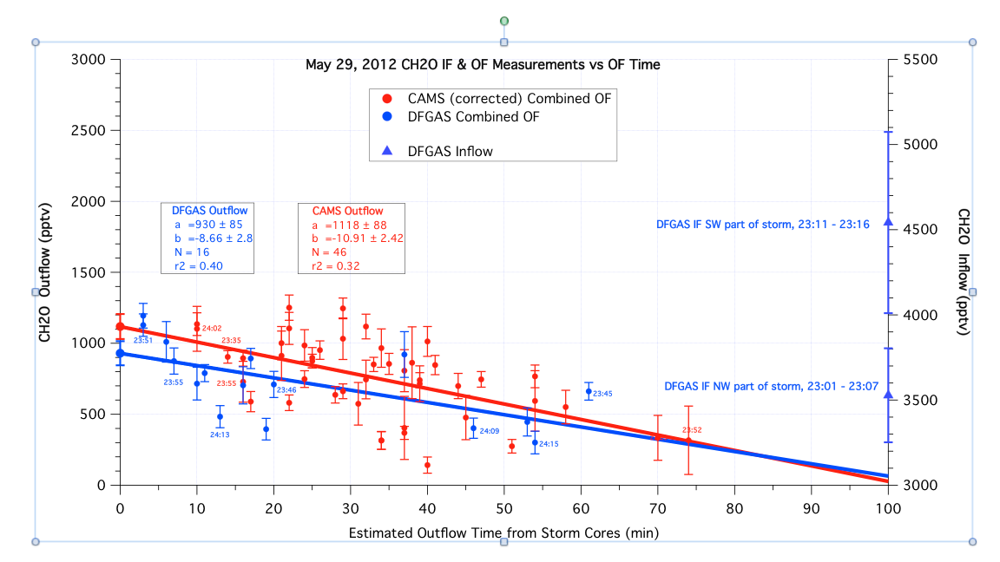 May 29, 2012 CH2O IF & OF Measurements vs OF Time
CAMS (corrected) Combined OF
DFGAS Combined OF
DFGAS Inflow
DFGAS Outflow
a =930 ± 85
b =-8.66 ± 2.8
N = 16
r2 = 0.40
CAMS Outflow
a =1118 ± 88
b =-10.91 ± 2.42
N = 46
r2 = 0.32
CH2O Outflow (pptv)
3000
2500
2000
1500
1000
500
0
DFGAS IF SW part of storm, 23:11 - 23:16
DFGAS IF NW part of storm, 23:01 - 23:07
23:51
24:02
23:35
23:55
23:55
23:46
24:13
24:09
24:15
23:45
23:52
5500
5000
4500
4000
3500
3000
CH2O Inflow (pptv)
0 10 20 30 40 50 60 70 80 90 100
Estimated Outflow Time from Storm Cores (min)